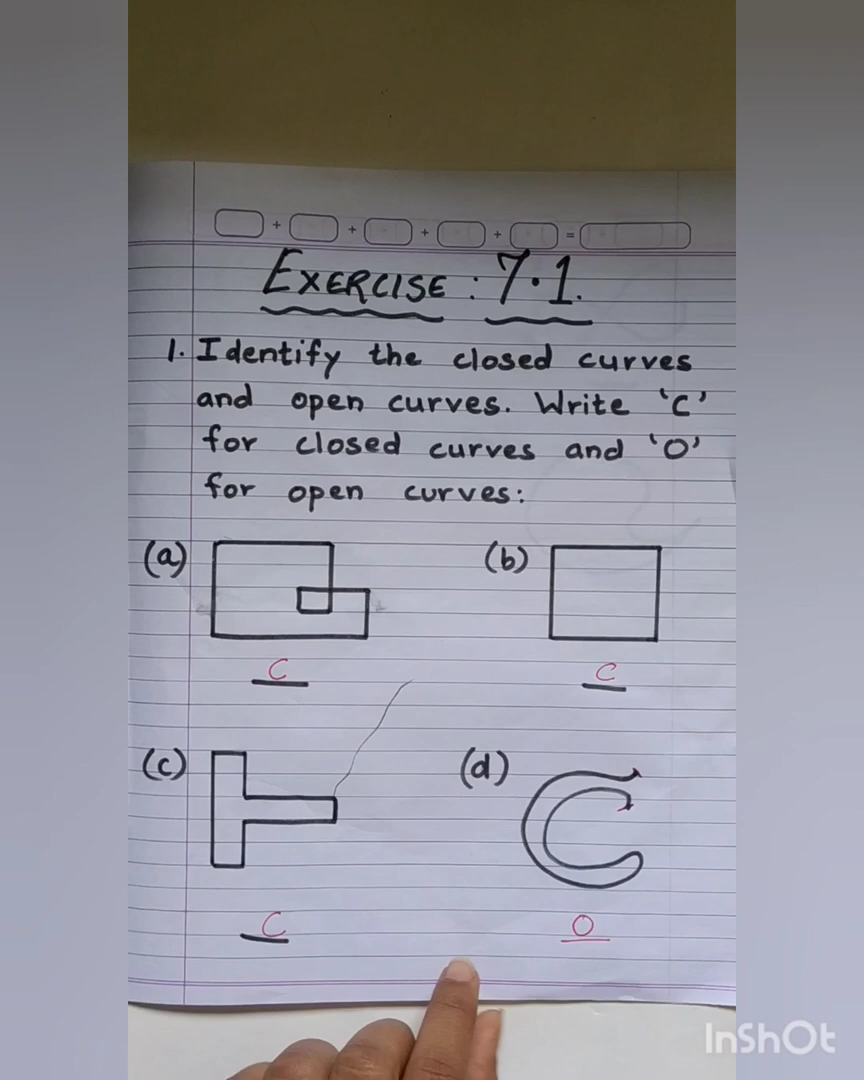 + + + + =
EXERCISE : 7.1.
1. Identify the closed curves
and open curves. Write 'C'
for closed curves and 'O'
for open curves:
(a) (b)
C C
(c) (d)
C O
InShOt